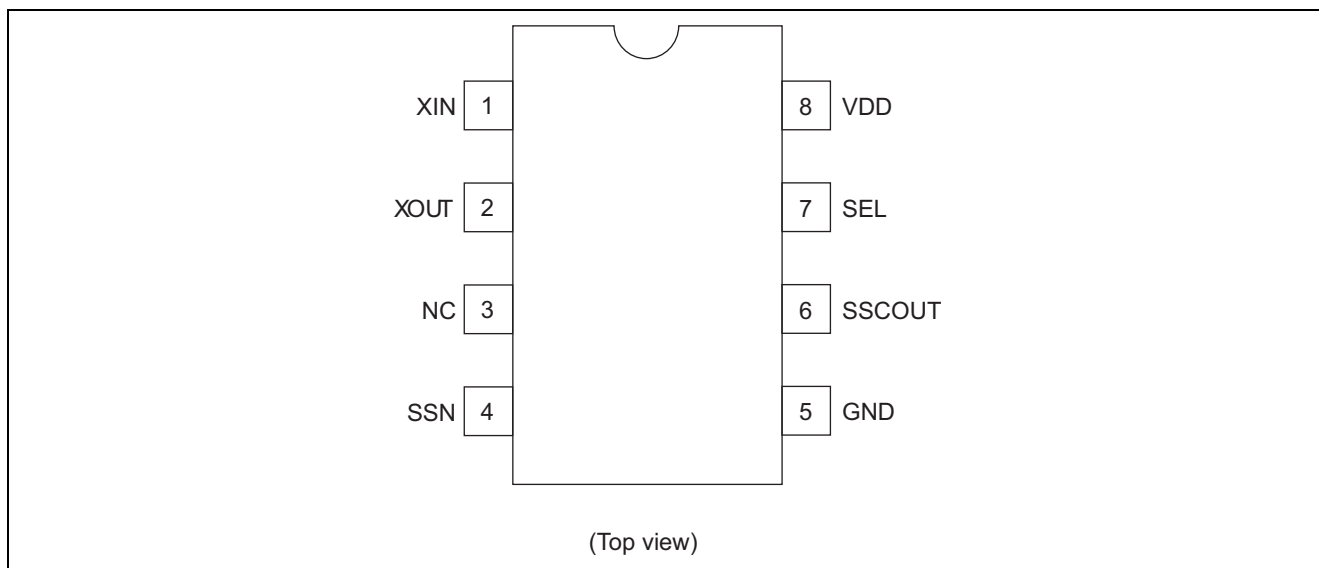 XIN 1 8 VDD
XOUT 2 7 SEL
NC 3 6 SSCOUT
SSN 4 5 GND
(Top view)